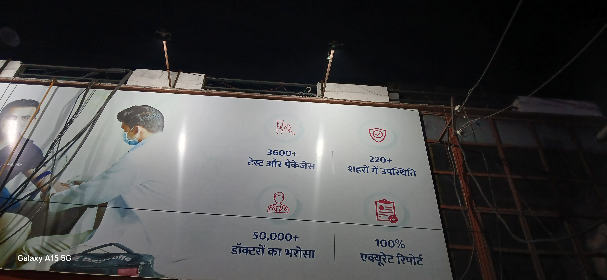 3600+
टेस्ट और पैकेजेस
220+
शहरों में उपस्थिति
50,000+
डॉक्टरों का भरोसा
100%
एक्यूरेट रिपोर्ट
Galaxy A15 5G